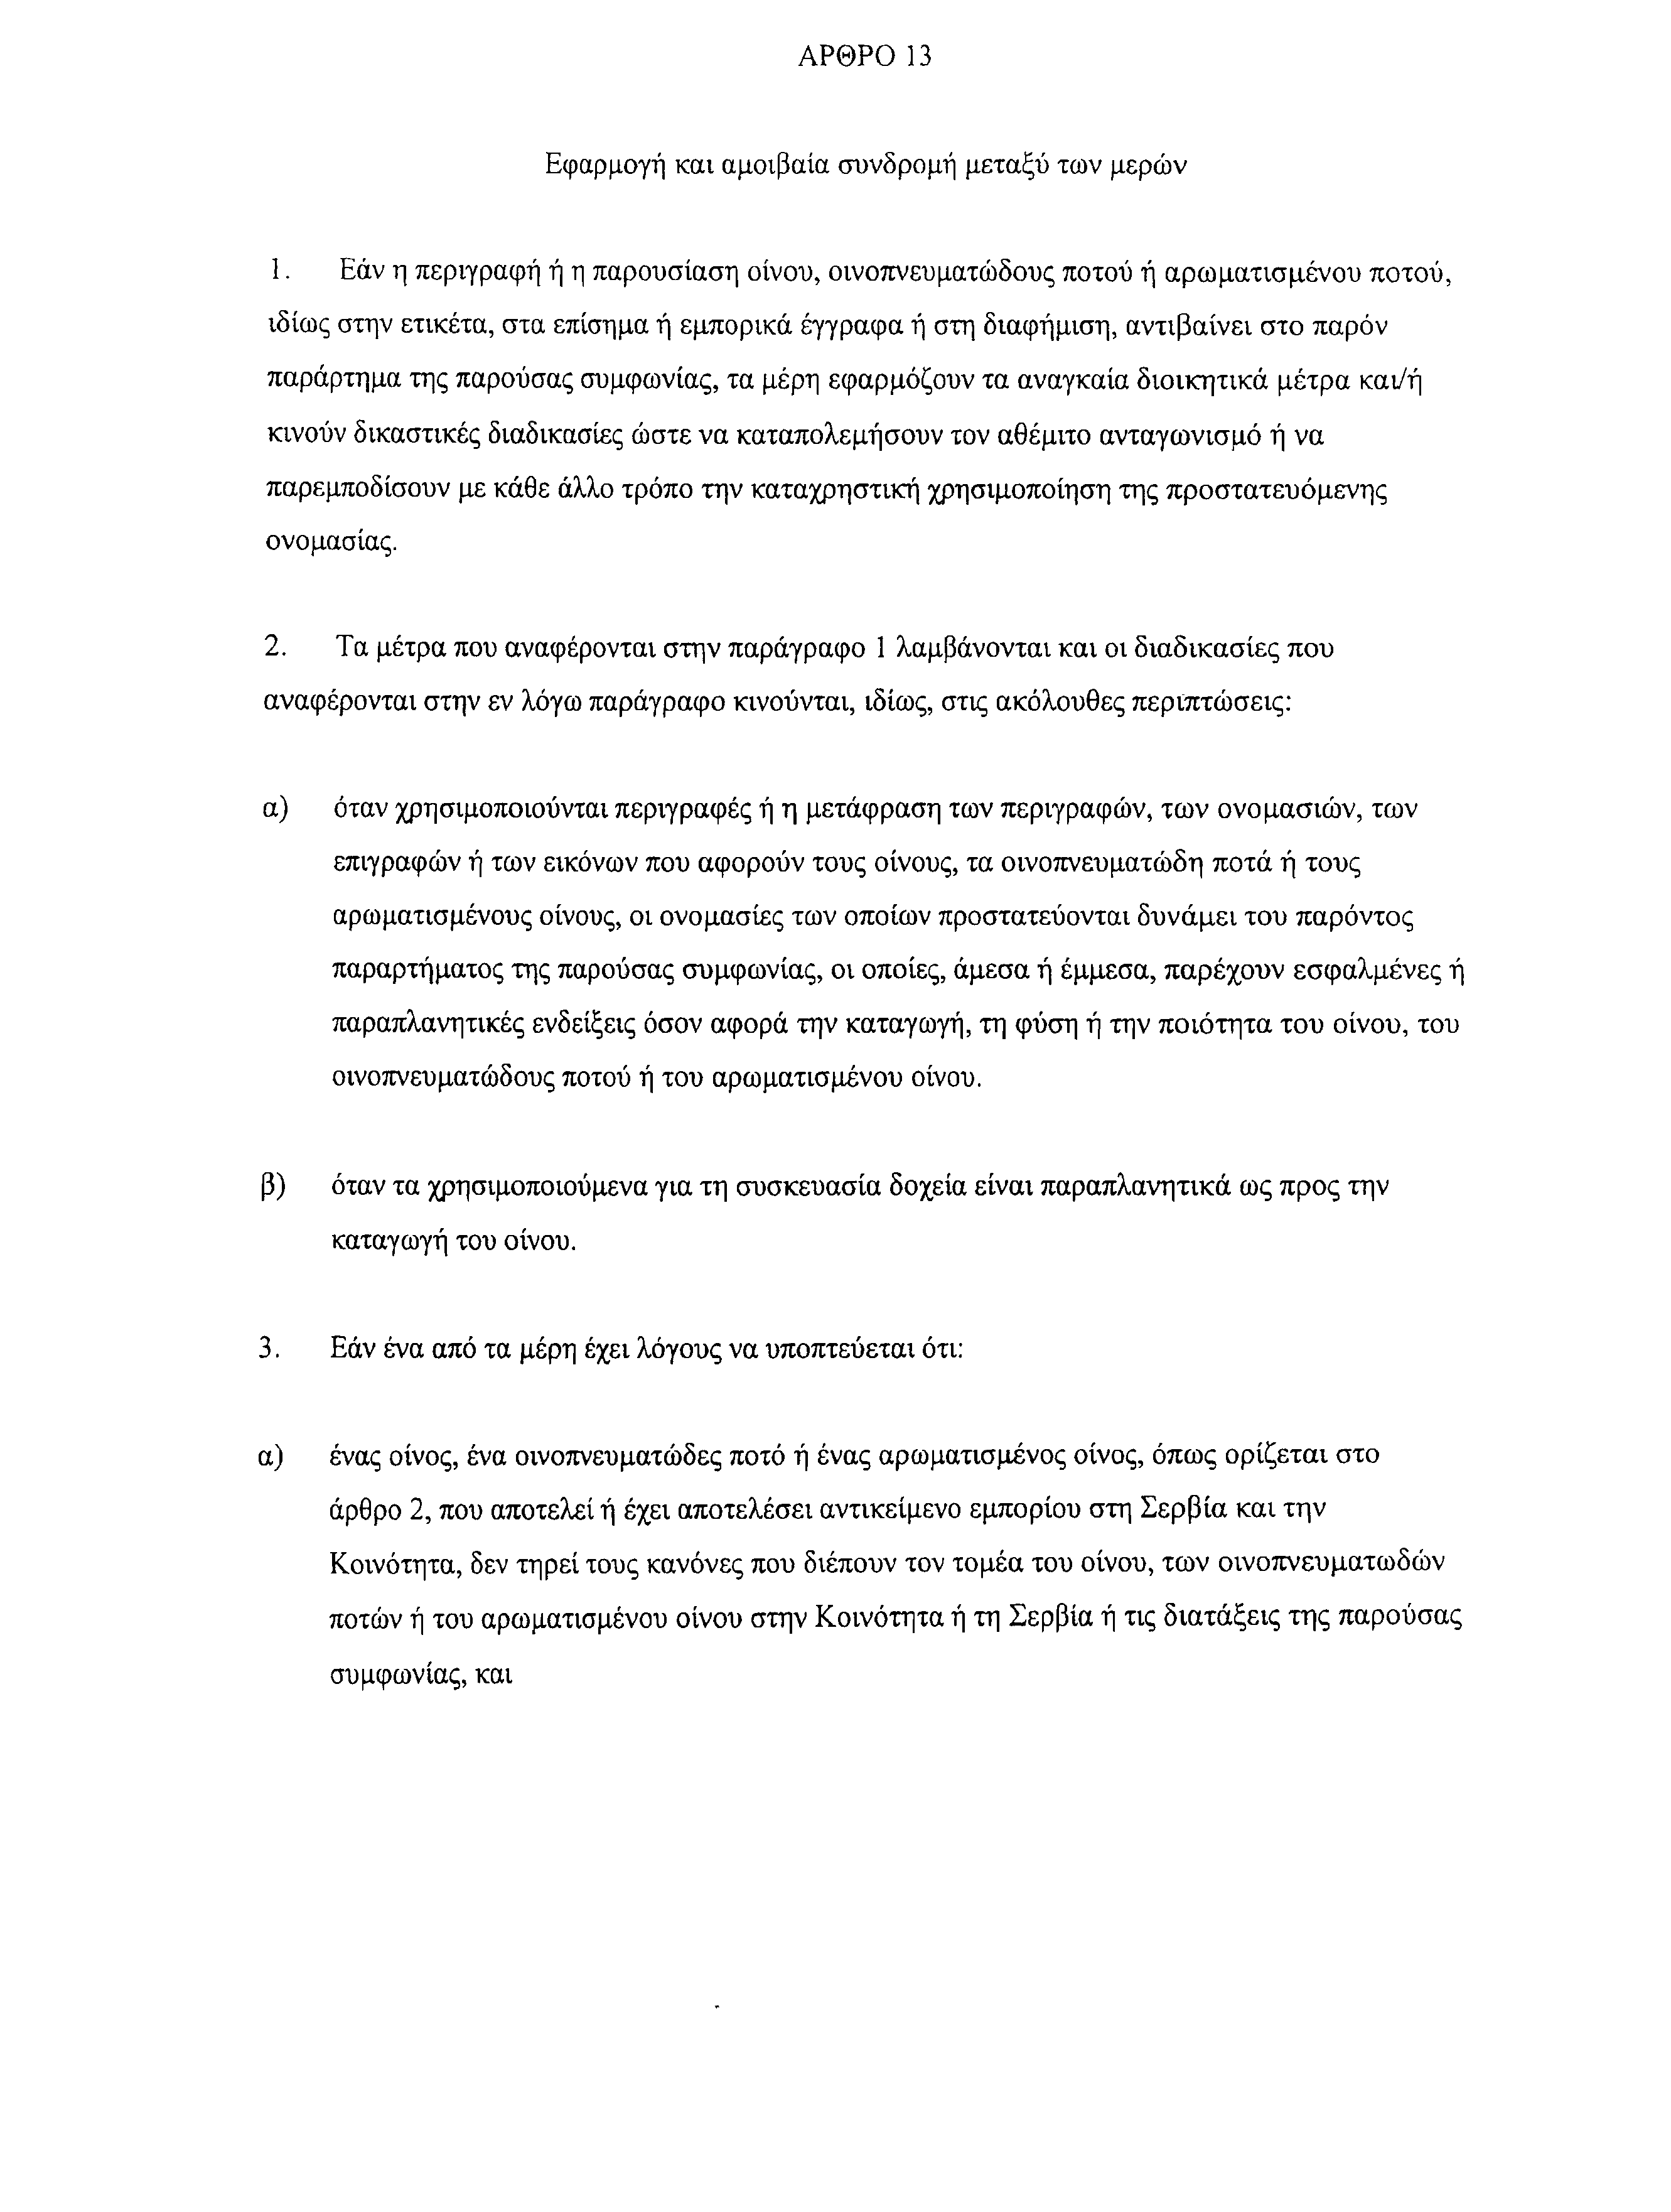 ΑΡΘΡΟ 13
Εφαρμογή και αμοιβαία συνδρομή μεταξύ των μερών
1. Εάν η περιγραφή ή η παρουσίαση οίνου, οινοπνευματώδους ποτού ή αρωματισμένου ποτού,
ιδίως στην ετικέτα, στα επίσημα ή εμπορικά έγγραφα ή στη διαφήμιση, αντιβαίνει στο παρόν
παράρτημα της παρούσας συμφωνίας, τα μέρη εφαρμόζουν τα αναγκαία διοικητικά μέτρα και/ή
κινούν δικαστικές διαδικασίες ώστε να καταπολεμήσουν τον αθέμιτο ανταγωνισμό ή να
παρεμποδίσουν με κάθε άλλο τρόπο την καταχρηστική χρησιμοποίηση της προστατευόμενης
ονομασίας.
2. Τα μέτρα που αναφέρονται στην παράγραφο 1 λαμβάνονται και οι διαδικασίες που
αναφέρονται στην εν λόγω παράγραφο κινούνται, ιδίως, στις ακόλουθες περιπτώσεις:
α) όταν χρησιμοποιούνται περιγραφές ή η μετάφραση των περιγραφών, των ονομασιών, των
επιγραφών ή των εικόνων που αφορούν τους οίνους, τα οινοπνευματώδη ποτά ή τους
αρωματισμένους οίνους, οι ονομασίες των οποίων προστατεύονται δυνάμει του παρόντος
παραρτήματος της παρούσας συμφωνίας, οι οποίες, άμεσα ή έμμεσα, παρέχουν εσφαλμένες ή
παραπλανητικές ενδείξεις όσον αφορά την καταγωγή, τη φύση ή την ποιότητα του οίνου, του
οινοπνευματώδους ποτού ή του αρωματισμένου οίνου.
β) όταν τα χρησιμοποιούμενα για τη συσκευασία δοχεία είναι παραπλανητικά ως προς την
καταγωγή του οίνου.
3. Εάν ένα από τα μέρη έχει λόγους να υποπτεύεται ότι:
α) ένας οίνος, ένα οινοπνευματώδες ποτό ή ένας αρωματισμένος οίνος, όπως ορίζεται στο
άρθρο 2, που αποτελεί ή έχει αποτελέσει αντικείμενο εμπορίου στη Σερβία και την
Κοινότητα, δεν τηρεί τους κανόνες που διέπουν τον τομέα του οίνου, των οινοπνευματωδών
ποτών ή του αρωματισμένου οίνου στην Κοινότητα ή τη Σερβία ή τις διατάξεις της παρούσας
συμφωνίας, και